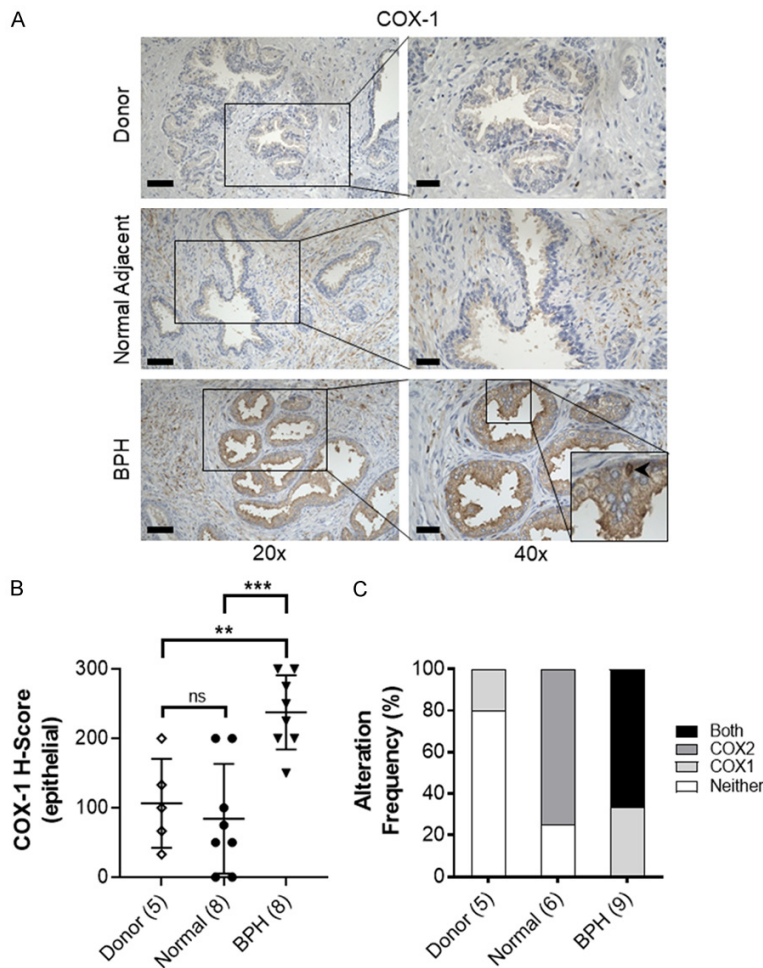 A
COX-1
Donor
Normal Adjacent
BPH
20x
40x
B
***
**
ns
COX-1 H-Score
(epithelial)
300
200
100
0
Donor (5)
Normal (8)
BPH (8)
C
Alteration
Frequency (%)
100
80
60
40
20
0
Both
COX2
COX1
Neither
Donor (5)
Normal (6)
BPH (9)